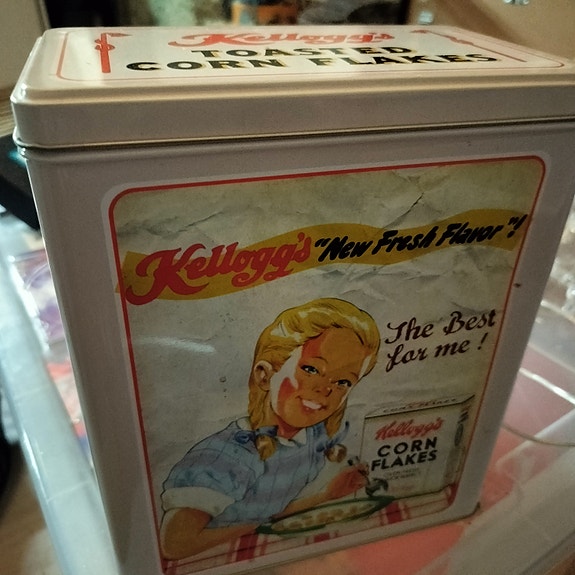 Kellogg's
TOASTED
CORN FLAKES
Kellogg's "New Fresh Flavor"!
The Best
for me!
Kellogg's
CORN
FLAKES